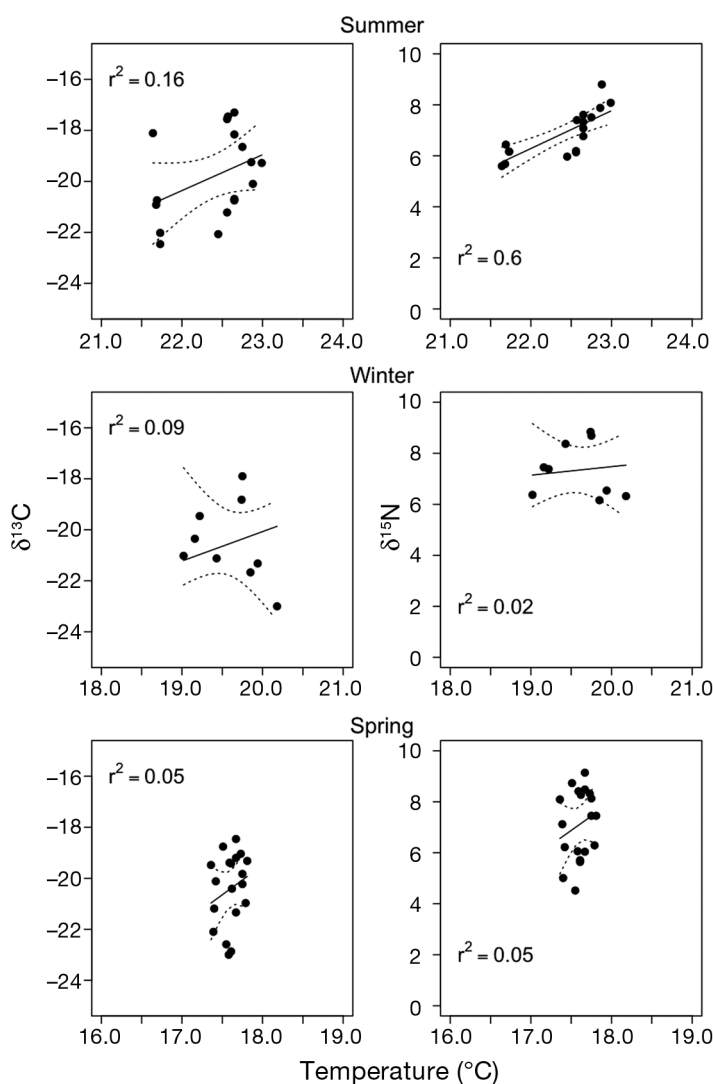 Summer
−16
−18
−20
−22
−24
r² = 0.16
21.0 22.0 23.0 24.0
10
8
6
4
2
0
r² = 0.6
21.0 22.0 23.0 24.0
Winter
δ¹³C
−16
−18
−20
−22
−24
r² = 0.09
18.0 19.0 20.0 21.0
δ¹⁵N
10
8
6
4
2
0
r² = 0.02
18.0 19.0 20.0 21.0
Spring
−16
−18
−20
−22
−24
r² = 0.05
16.0 17.0 18.0 19.0
10
8
6
4
2
0
r² = 0.05
16.0 17.0 18.0 19.0
Temperature (°C)